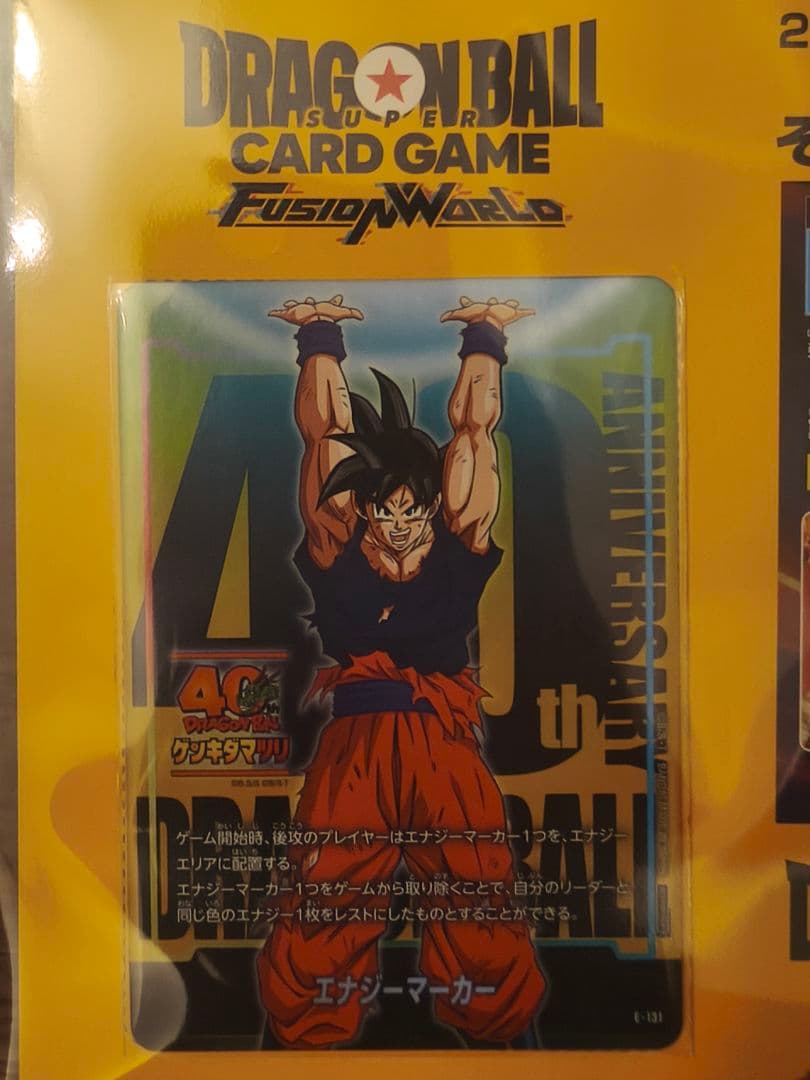 DRAGON BALL
SUPER
CARD GAME
FUSION WORLD
2
そ
40th
ANNIVERSARY
40th
DRAGON BALL
ゲンキダマツリ
DRAGON BALL
ゲーム開始時、後攻のプレイヤーはエナジーマーカー1つを、エナジー
エリアに配置する。
エナジーマーカー1つをゲームから取り除くことで、自分のリーダーと
同じ色のエナジー1枚をレストにしたものとすることができる。
エナジーマーカー
E-131